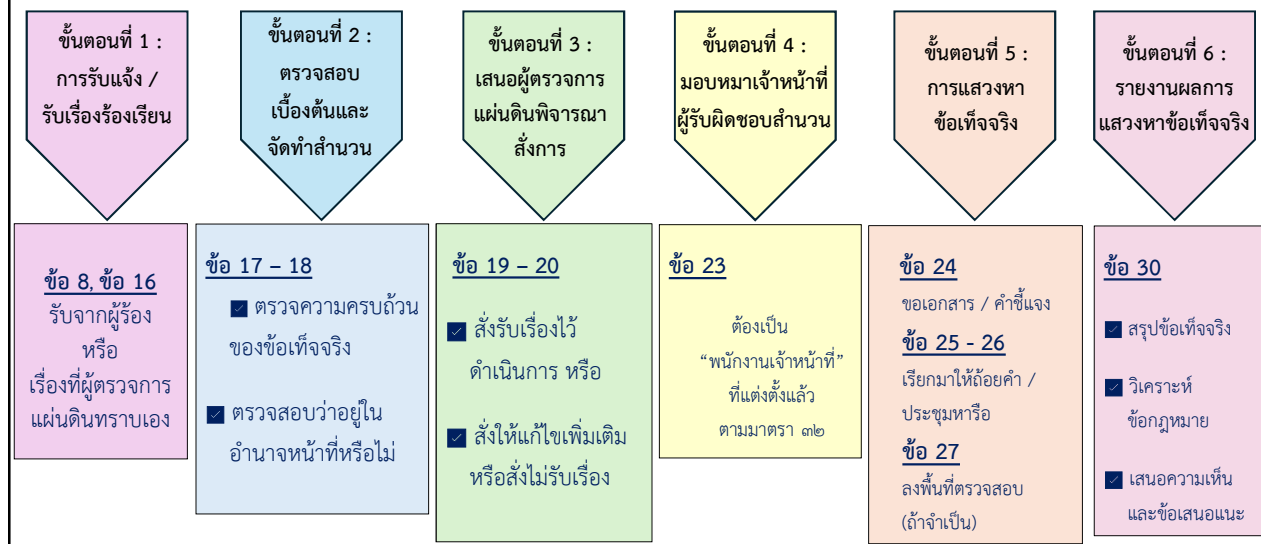 ขั้นตอนที่ 1 :
การรับแจ้ง /
รับเรื่องร้องเรียน
ขั้นตอนที่ 2 :
ตรวจสอบ
เบื้องต้นและ
จัดทำสำนวน
ขั้นตอนที่ 3 :
เสนอผู้ตรวจการ
แผ่นดินพิจารณา
สั่งการ
ขั้นตอนที่ 4 :
มอบหมาเจ้าหน้าที่
ผู้รับผิดชอบสำนวน
ขั้นตอนที่ 5 :
การแสวงหา
ข้อเท็จจริง
ขั้นตอนที่ 6 :
รายงานผลการ
แสวงหาข้อเท็จจริง
ข้อ 8, ข้อ 16
รับจากผู้ร้อง
หรือ
เรื่องที่ผู้ตรวจการ
แผ่นดินทราบเอง
ข้อ 17 – 18
ตรวจความครบถ้วน
ของข้อเท็จจริง
ตรวจสอบว่าอยู่ใน
อำนาจหน้าที่หรือไม่
ข้อ 19 – 20
สั่งรับเรื่องไว้
ดำเนินการ หรือ
สั่งให้แก้ไขเพิ่มเติม
หรือสั่งไม่รับเรื่อง
ข้อ 23
ต้องเป็น
“พนักงานเจ้าหน้าที่”
ที่แต่งตั้งแล้ว
ตามมาตรา ๓๒
ข้อ 24
ขอเอกสาร / คำชี้แจง
ข้อ 25 - 26
เรียกมาให้ถ้อยคำ /
ประชุมหารือ
ข้อ 27
ลงพื้นที่ตรวจสอบ
(ถ้าจำเป็น)
ข้อ 30
สรุปข้อเท็จจริง
วิเคราะห์
ข้อกฎหมาย
เสนอความเห็น
และข้อเสนอแนะ